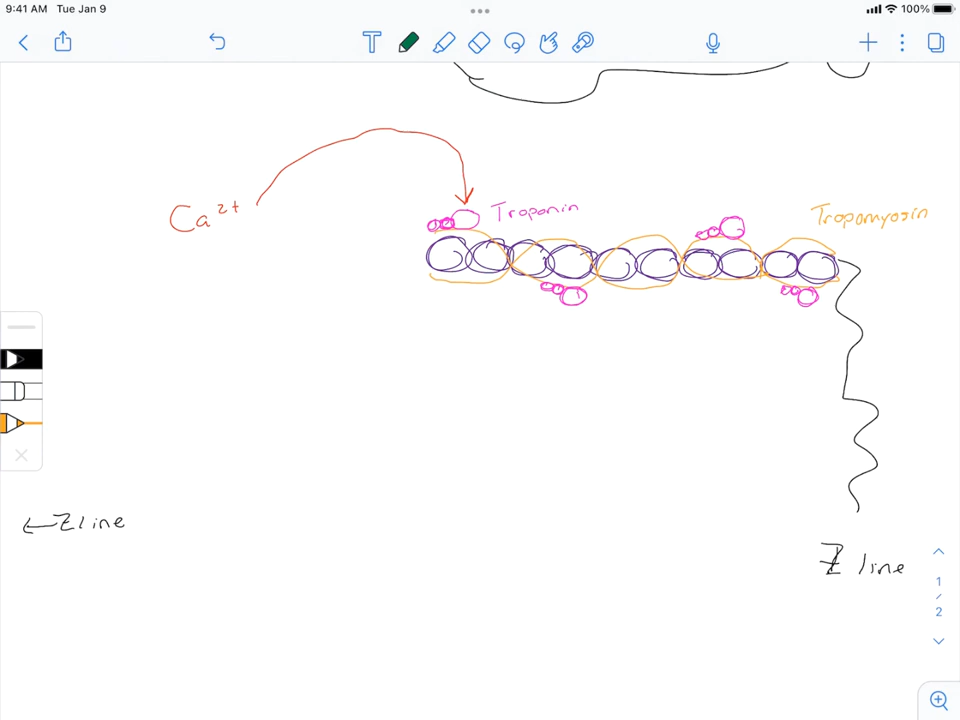 9:41 AM Tue Jan 9
100%
T
Ca²⁺
Troponin
Tropomyosin
←Z line
Z line
1
/
2